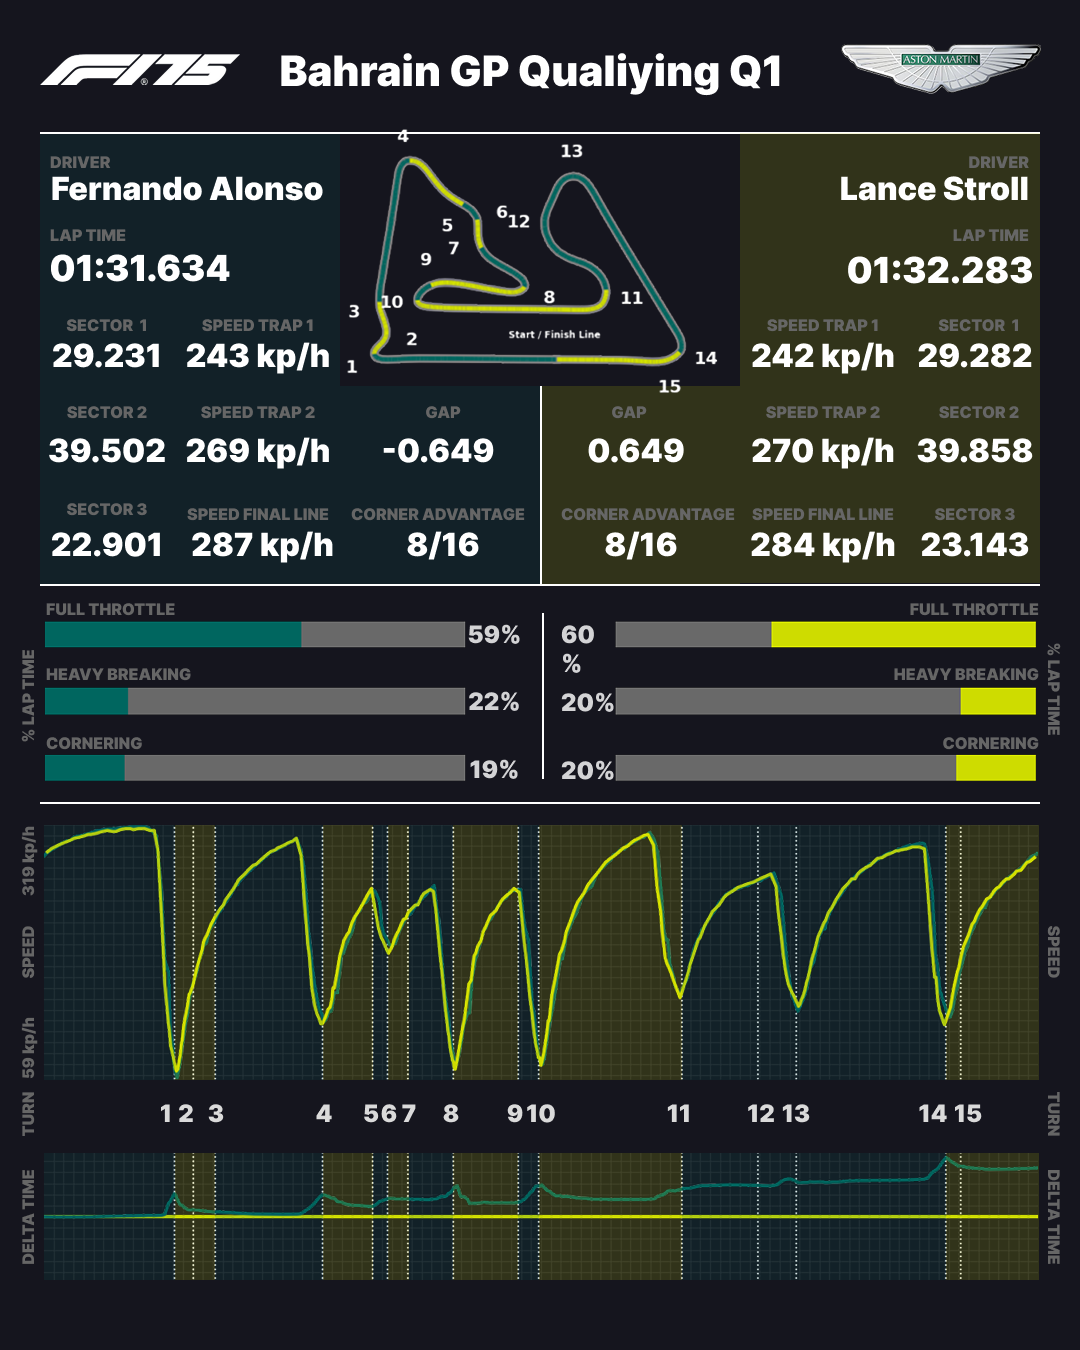 F1.75
Bahrain GP Qualiying Q1
ASTON MARTIN
DRIVER
Fernando Alonso
LAP TIME
01:31.634
SECTOR 1
SPEED TRAP 1
29.231
243 kp/h
SECTOR 2
SPEED TRAP 2
GAP
39.502
269 kp/h
-0.649
SECTOR 3
SPEED FINAL LINE
CORNER ADVANTAGE
22.901
287 kp/h
8/16
4
13
5
6
12
7
9
3
10
8
11
2
Start / Finish Line
1
14
15
DRIVER
Lance Stroll
LAP TIME
01:32.283
SPEED TRAP 1
SECTOR 1
242 kp/h
29.282
GAP
SPEED TRAP 2
SECTOR 2
0.649
270 kp/h
39.858
CORNER ADVANTAGE
SPEED FINAL LINE
SECTOR 3
8/16
284 kp/h
23.143
% LAP TIME
FULL THROTTLE
59%
HEAVY BREAKING
22%
CORNERING
19%
FULL THROTTLE
60
%
HEAVY BREAKING
20%
CORNERING
20%
% LAP TIME
319 kp/h
SPEED
59 kp/h
SPEED
TURN
1 2 3 4 5 6 7 8 9 10 11 12 13 14 15
TURN
DELTA TIME
DELTA TIME